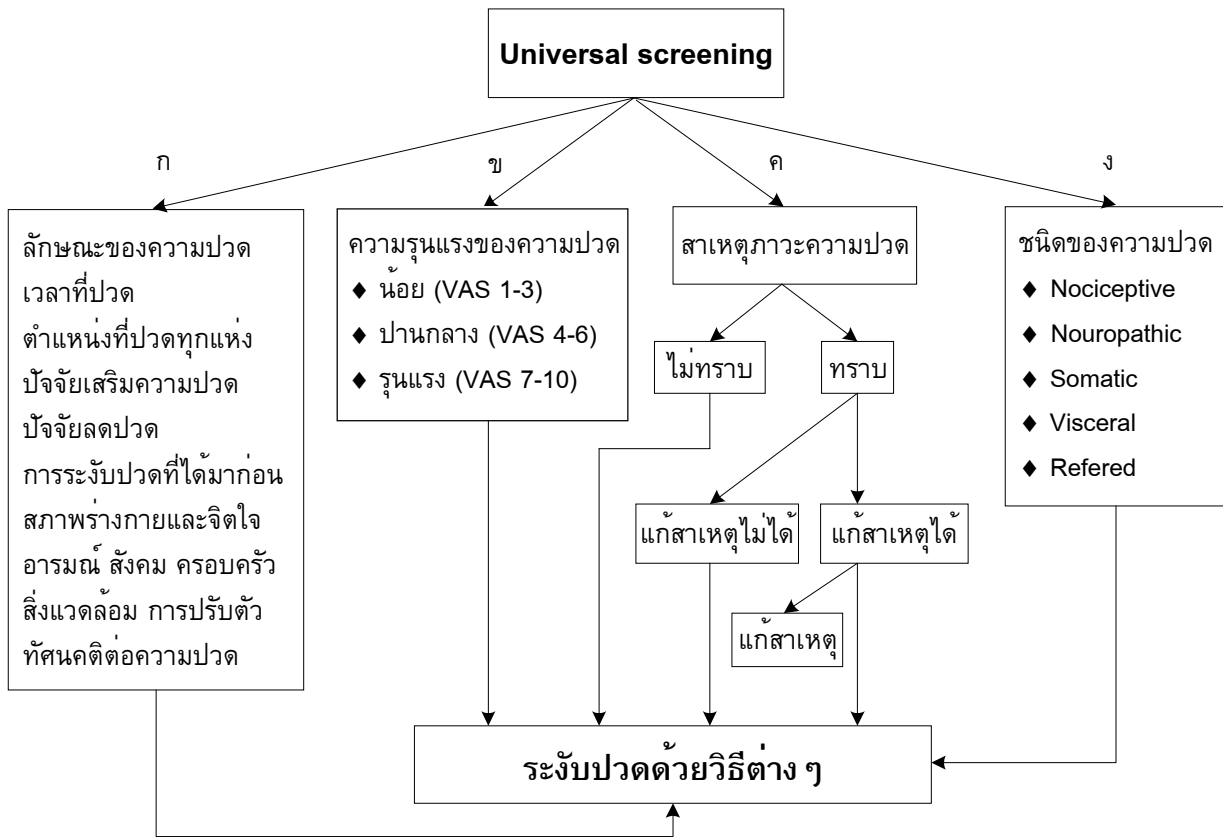 Universal screening
ก
ข
ค
ง
ลักษณะของความปวด
เวลาที่ปวด
ตำแหน่งที่ปวดทุกแห่ง
ปัจจัยเสริมความปวด
ปัจจัยลดปวด
การระงับปวดที่ได้มาก่อน
สภาพร่างกายและจิตใจ
อารมณ์ สังคม ครอบครัว
สิ่งแวดล้อม การปรับตัว
ทัศนคติต่อความปวด
ความรุนแรงของความปวด
♦ น้อย (VAS 1-3)
♦ ปานกลาง (VAS 4-6)
♦ รุนแรง (VAS 7-10)
สาเหตุภาวะความปวด
ไม่ทราบ
ทราบ
แก้สาเหตุไม่ได้
แก้สาเหตุได้
แก้สาเหตุ
ชนิดของความปวด
♦ Nociceptive
♦ Nouropathic
♦ Somatic
♦ Visceral
♦ Refered
ระงับปวดด้วยวิธีต่าง ๆ